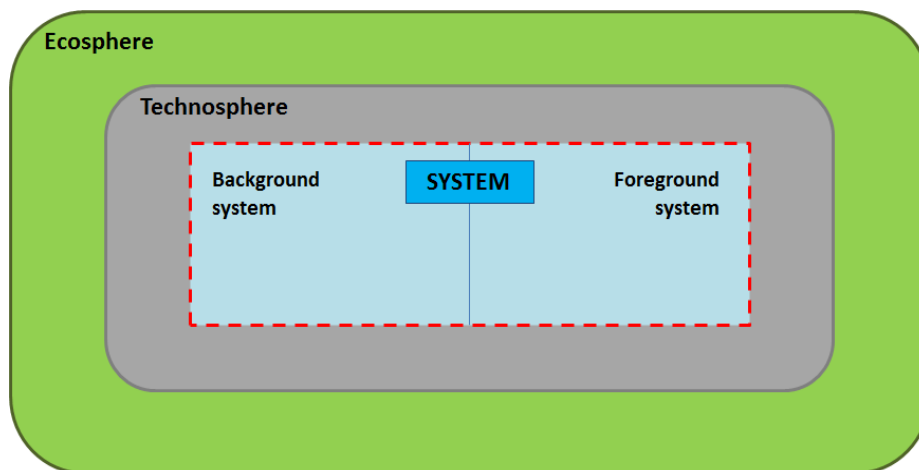 Ecosphere
Technosphere
Background
system
SYSTEM
Foreground
system